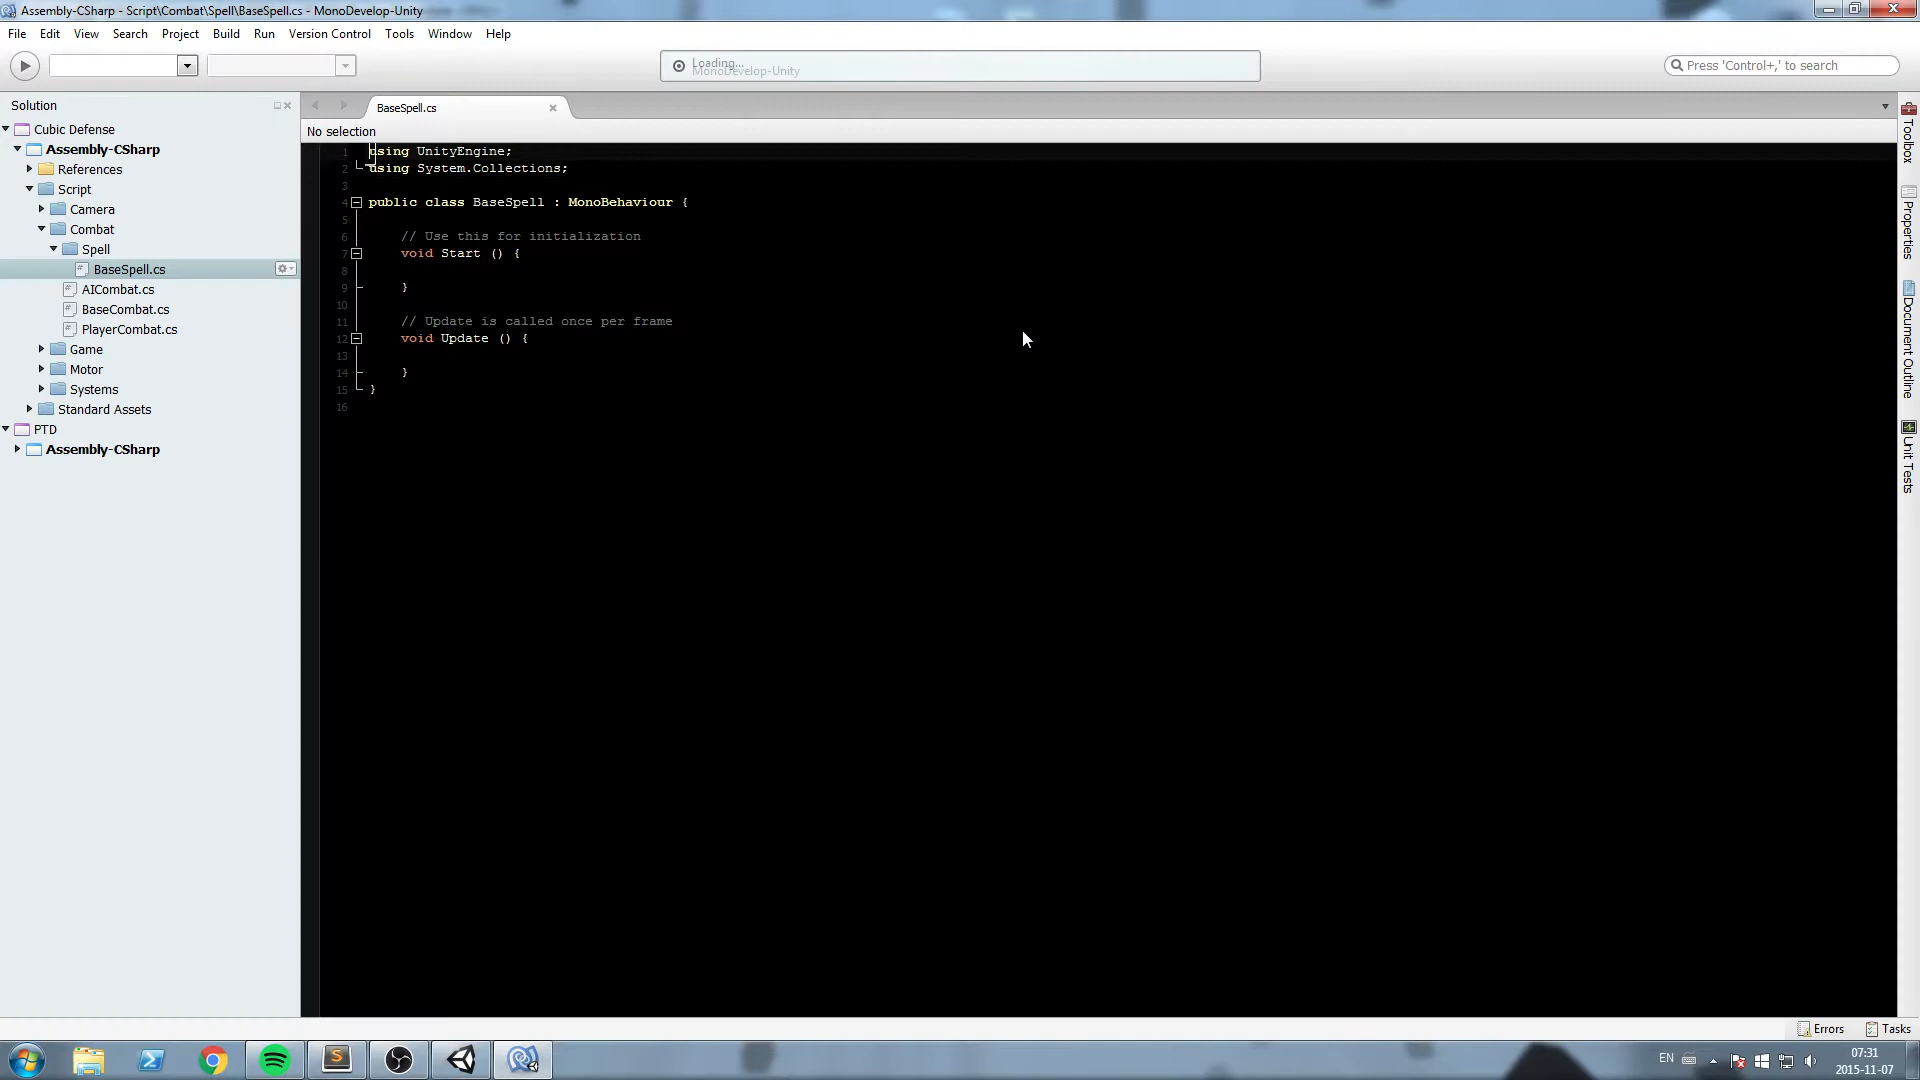 Assembly-CSharp - Script\Combat\Spell\BaseSpell.cs - MonoDevelop-Unity
File Edit View Search Project Build Run Version Control Tools Window Help
Loading...
MonoDevelop-Unity
Press 'Control+,' to search
Solution
Cubic Defense
Assembly-CSharp
References
Script
Camera
Combat
Spell
BaseSpell.cs
AICombat.cs
BaseCombat.cs
PlayerCombat.cs
Game
Motor
Systems
Standard Assets
PTD
Assembly-CSharp
BaseSpell.cs
No selection
1 using UnityEngine;
2 using System.Collections;
3
4 public class BaseSpell : MonoBehaviour {
5
6 // Use this for initialization
7 void Start () {
8
9 }
10
11 // Update is called once per frame
12 void Update () {
13
14 }
15 }
16
Toolbox
Properties
Document Outline
Unit Tests
Errors Tasks
EN
07:31
2015-11-07